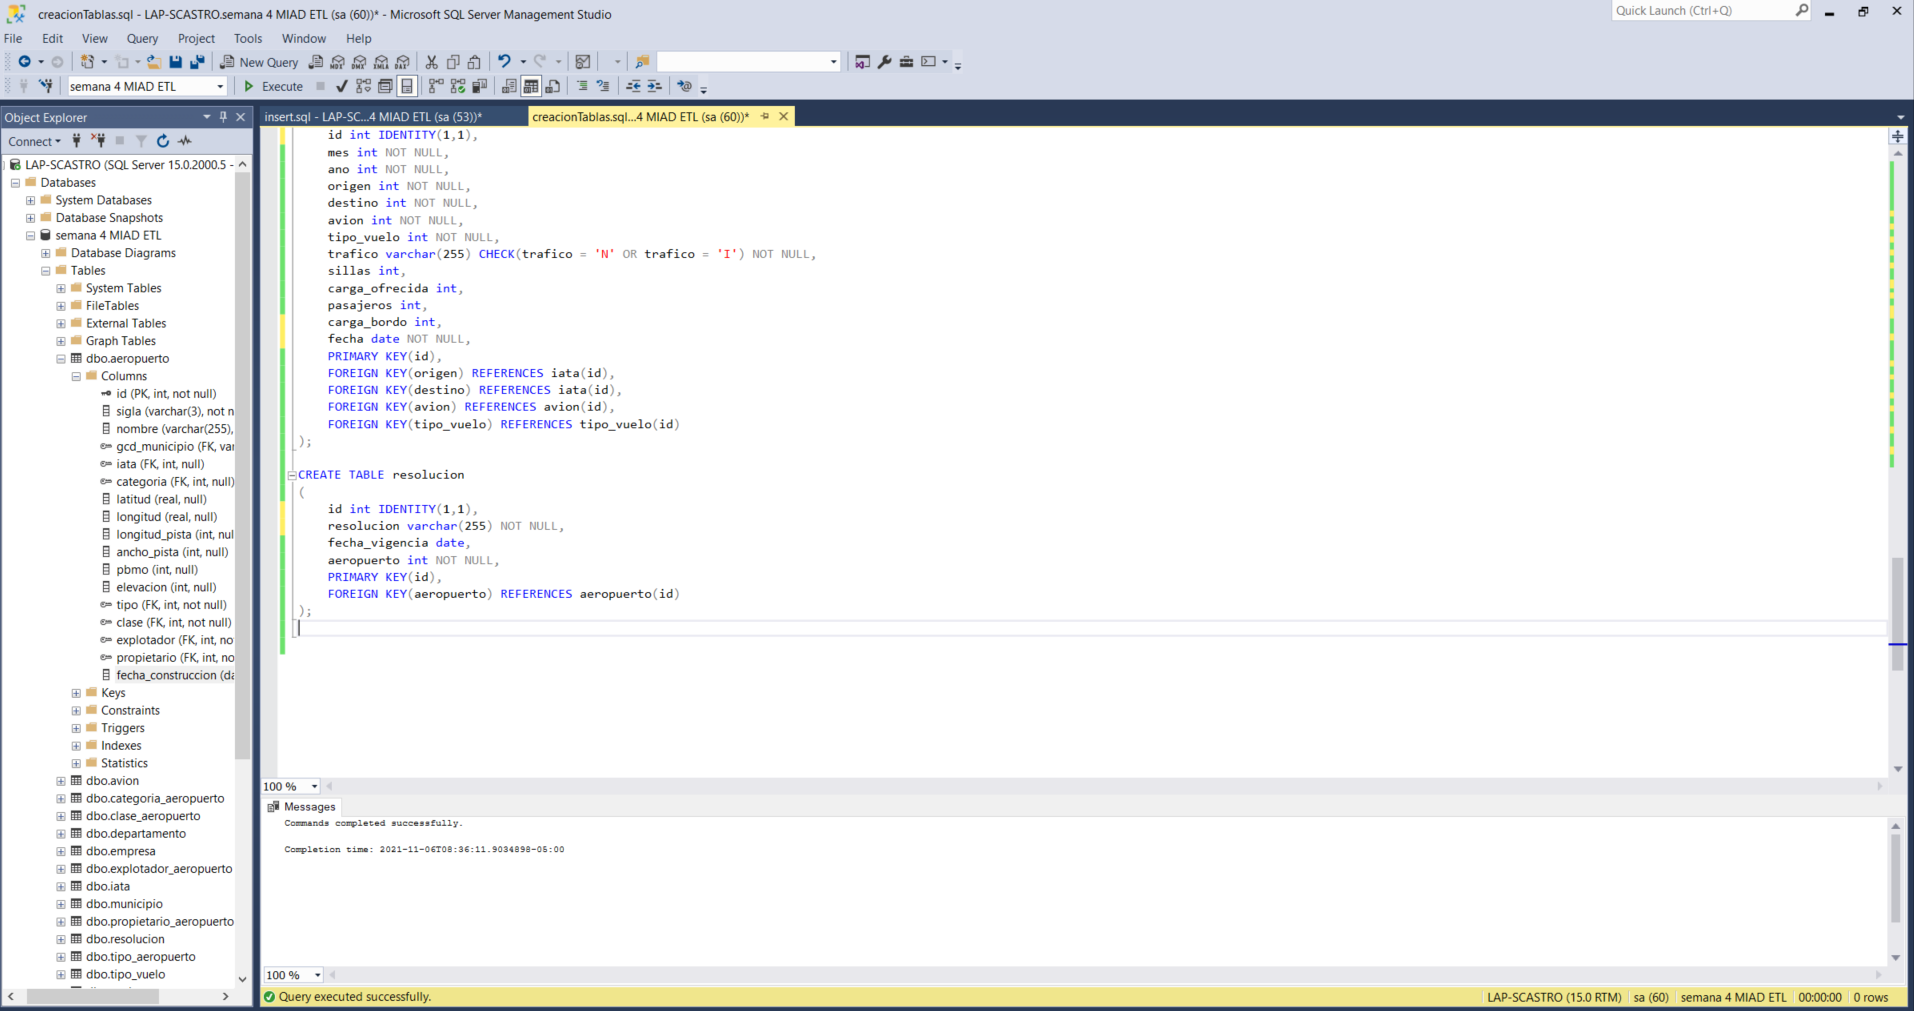 creacionTablas.sql - LAP-SCASTRO.semana 4 MIAD ETL (sa (60))* - Microsoft SQL Server Management Studio
Quick Launch (Ctrl+Q)
File Edit View Query Project Tools Window Help
New Query MDX DMX XMLA DAX
semana 4 MIAD ETL Execute
Object Explorer
insert.sql - LAP-SC...4 MIAD ETL (sa (53))*
creacionTablas.sql...4 MIAD ETL (sa (60))*
Connect
LAP-SCASTRO (SQL Server 15.0.2000.5 -
Databases
System Databases
Database Snapshots
semana 4 MIAD ETL
Database Diagrams
Tables
System Tables
FileTables
External Tables
Graph Tables
dbo.aeropuerto
Columns
id (PK, int, not null)
sigla (varchar(3), not n
nombre (varchar(255),
gcd_municipio (FK, var
iata (FK, int, null)
categoria (FK, int, null)
latitud (real, null)
longitud (real, null)
longitud_pista (int, nul
ancho_pista (int, null)
pbmo (int, null)
elevacion (int, null)
tipo (FK, int, not null)
clase (FK, int, not null)
explotador (FK, int, no
propietario (FK, int, no
fecha_construccion (da
Keys
Constraints
Triggers
Indexes
Statistics
dbo.avion
dbo.categoria_aeropuerto
dbo.clase_aeropuerto
dbo.departamento
dbo.empresa
dbo.explotador_aeropuerto
dbo.iata
dbo.municipio
dbo.propietario_aeropuerto
dbo.resolucion
dbo.tipo_aeropuerto
dbo.tipo_vuelo
id int IDENTITY(1,1),
mes int NOT NULL,
ano int NOT NULL,
origen int NOT NULL,
destino int NOT NULL,
avion int NOT NULL,
tipo_vuelo int NOT NULL,
trafico varchar(255) CHECK(trafico = 'N' OR trafico = 'I') NOT NULL,
sillas int,
carga_ofrecida int,
pasajeros int,
carga_bordo int,
fecha date NOT NULL,
PRIMARY KEY(id),
FOREIGN KEY(origen) REFERENCES iata(id),
FOREIGN KEY(destino) REFERENCES iata(id),
FOREIGN KEY(avion) REFERENCES avion(id),
FOREIGN KEY(tipo_vuelo) REFERENCES tipo_vuelo(id)
);
CREATE TABLE resolucion
(
id int IDENTITY(1,1),
resolucion varchar(255) NOT NULL,
fecha_vigencia date,
aeropuerto int NOT NULL,
PRIMARY KEY(id),
FOREIGN KEY(aeropuerto) REFERENCES aeropuerto(id)
);
100 %
Messages
Commands completed successfully.
Completion time: 2021-11-06T08:36:11.9034898-05:00
100 %
Query executed successfully.
LAP-SCASTRO (15.0 RTM) sa (60) semana 4 MIAD ETL 00:00:00 0 rows